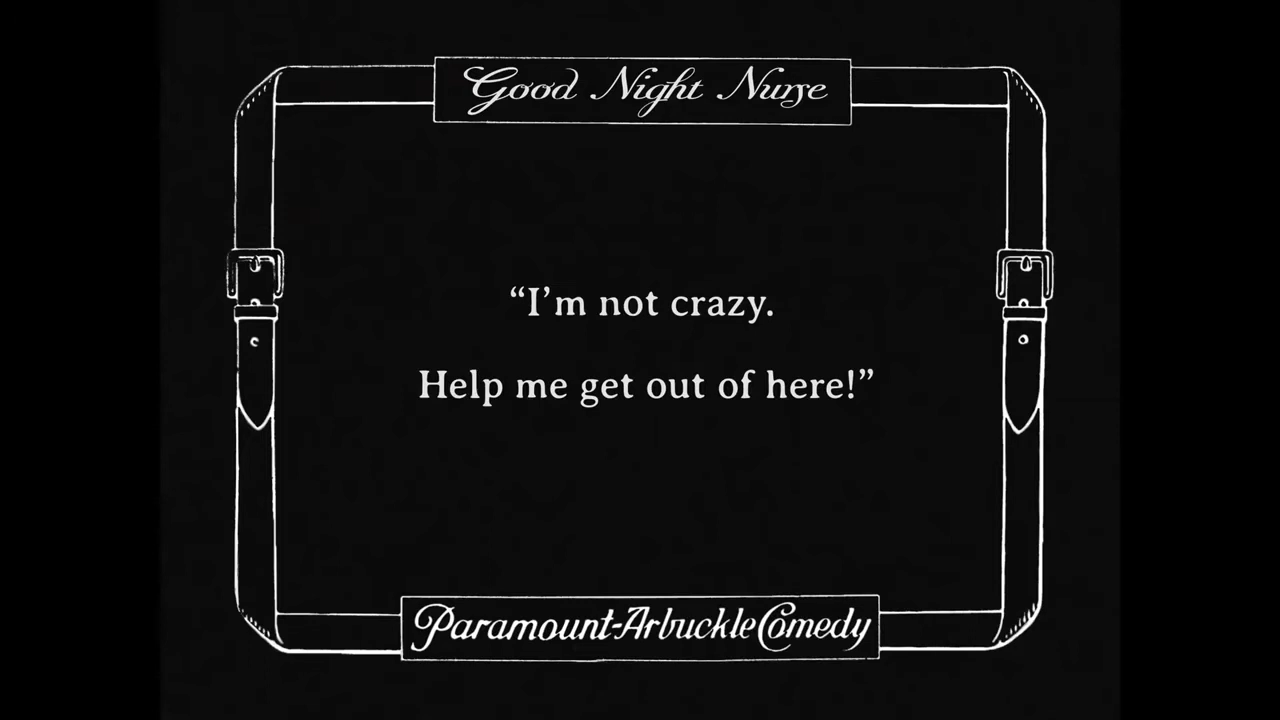 Good Night Nurse
“I’m not crazy.
Help me get out of here!”
Paramount-Arbuckle Comedy